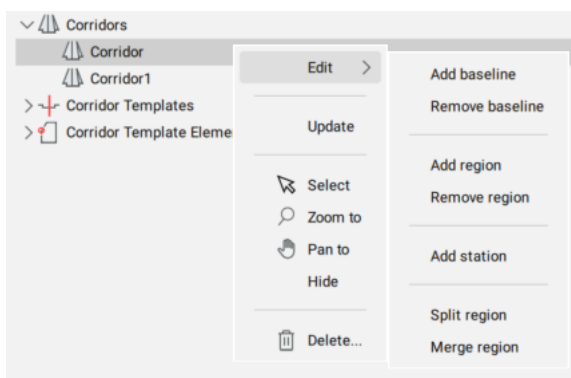 Corridors
Corridor
Corridor1
Corridor Templates
Corridor Template Eleme
Edit
Update
Select
Zoom to
Pan to
Hide
Delete...
Add baseline
Remove baseline
Add region
Remove region
Add station
Split region
Merge region